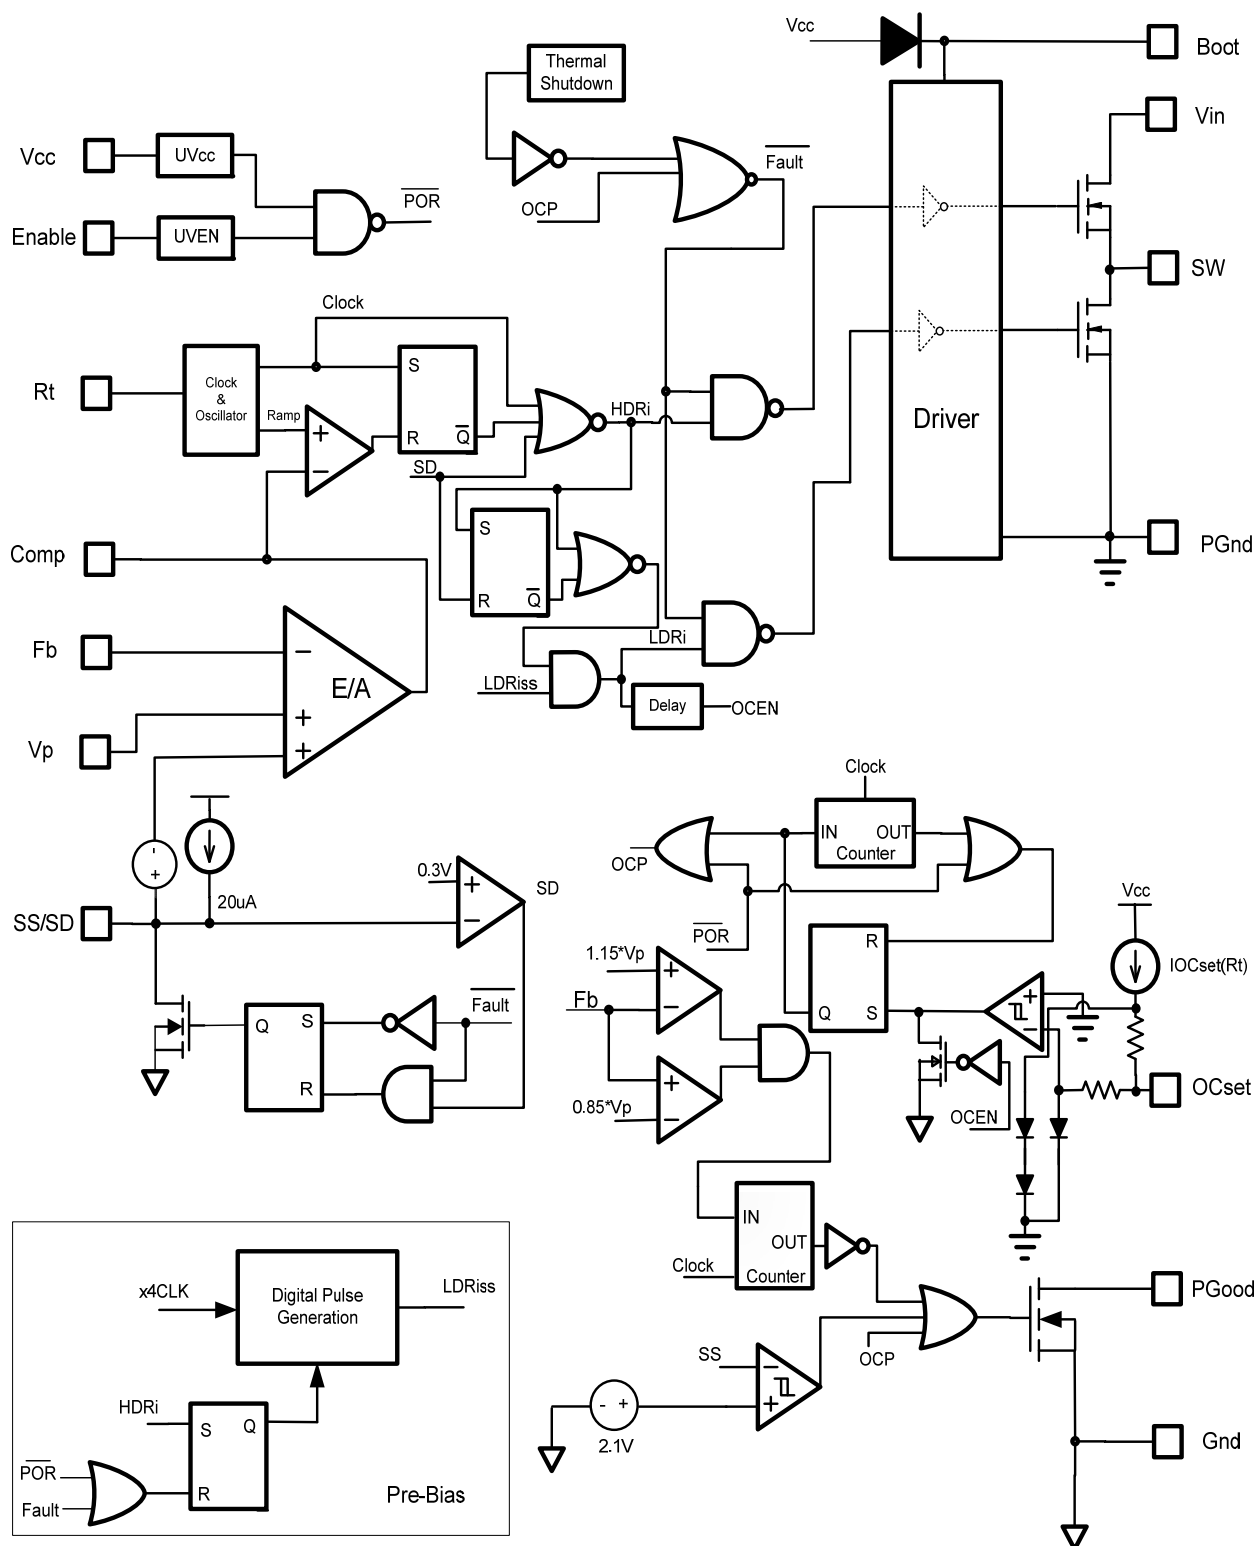 Vcc
Boot
Thermal
Shutdown
Vin
Vcc
UVcc
Fault
POR
OCP
Enable
UVEN
SW
Clock
Rt
Clock
&
Oscillator
S
Ramp
R
Q
HDRi
Driver
+
−
SD
S
Comp
PGnd
R
Q
Fb
−
LDRi
E/A
LDRiss
Delay
OCEN
+
Vp
+
Clock
IN
OUT
Counter
OCP
-
+
0.3V
+
SD
20uA
Vcc
SS/SD
−
POR
R
1.15*Vp
+
IOCset(Rt)
Fb
−
Fault
Q
S
Q
S
+
−
R
+
OCset
0.85*Vp
−
OCEN
IN
OUT
Clock
Counter
x4CLK
Digital Pulse
Generation
LDRiss
PGood
SS
−
OCP
HDRi
S
Q
-
+
+
2.1V
Gnd
POR
R
Fault
Pre-Bias